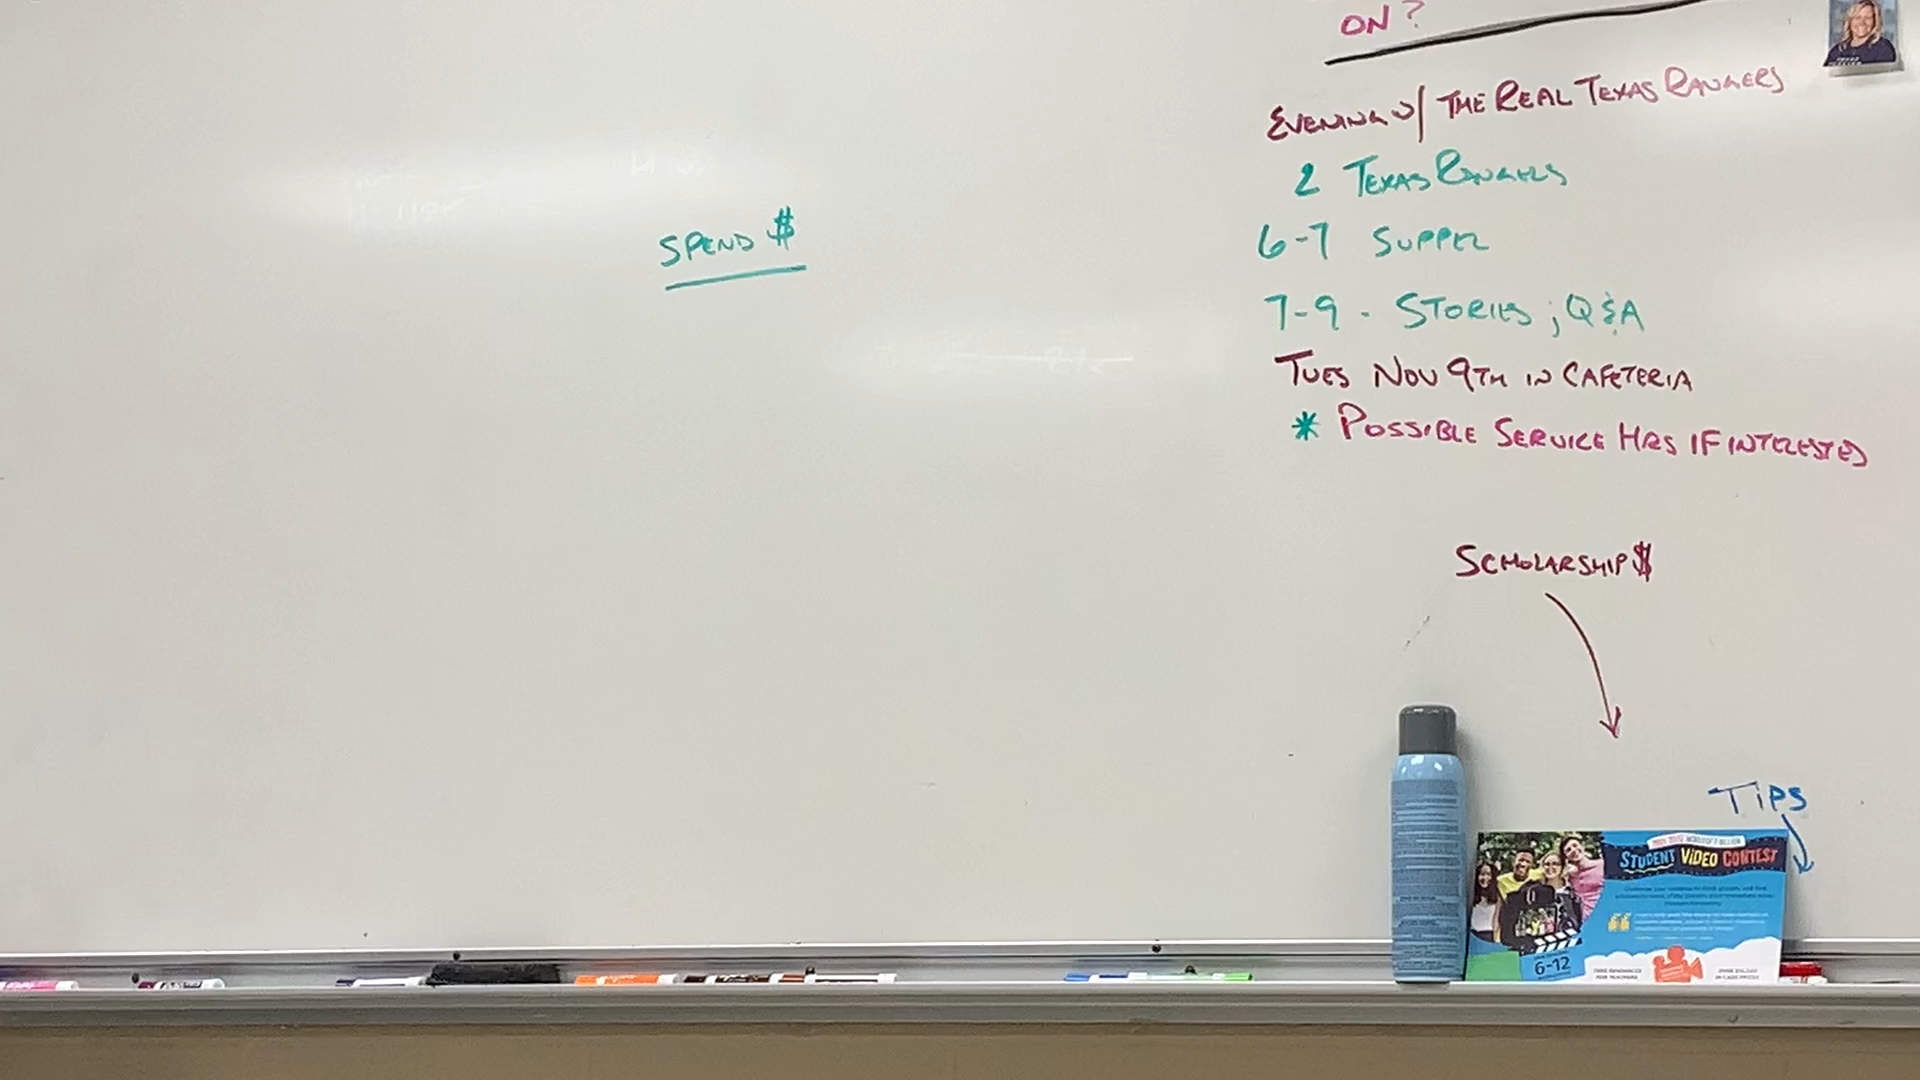 ON?
EVENING W/ THE REAL TEXAS RANGERS
2 TEXAS RANGERS
6-7 SUPPER
7-9 - STORIES; Q&A
TUES NOV 9TH IN CAFETERIA
* POSSIBLE SERVICE HRS IF INTERESTED
SPEND $
SCHOLARSHIP$
TIPS
STUDENT VIDEO CONTEST
6-12